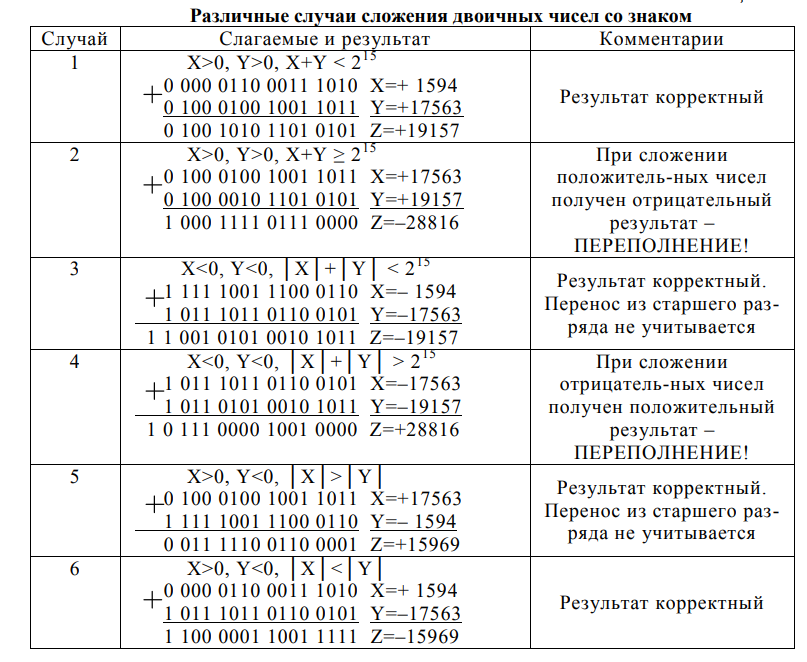 Различные случаи сложения двоичных чисел со знаком
Случай Слагаемые и результат Комментарии
1
X>0, Y>0, X+Y < 2^15
+0 000 0110 0011 1010 X=+ 1594
0 100 0100 1001 1011 Y=+17563
0 100 1010 1101 0101 Z=+19157
Результат корректный
2
X>0, Y>0, X+Y ≥ 2^15
+0 100 0100 1001 1011 X=+17563
0 100 0010 1101 0101 Y=+19157
1 000 1111 0111 0000 Z=–28816
При сложении
положитель-ных чисел
получен отрицательный
результат –
ПЕРЕПОЛНЕНИЕ!
3
X<0, Y<0, │X│+│Y│ < 2^15
+1 111 1001 1100 0110 X=– 1594
1 011 1011 0110 0101 Y=–17563
1 1 001 0101 0010 1011 Z=–19157
Результат корректный.
Перенос из старшего раз-
ряда не учитывается
4
X<0, Y<0, │X│+│Y│ > 2^15
+1 011 1011 0110 0101 X=–17563
1 011 0101 0010 1011 Y=–19157
1 0 111 0000 1001 0000 Z=+28816
При сложении
отрицатель-ных чисел
получен положительный
результат –
ПЕРЕПОЛНЕНИЕ!
5
X>0, Y<0, │X│>│Y│
+0 100 0100 1001 1011 X=+17563
1 111 1001 1100 0110 Y=– 1594
0 011 1110 0110 0001 Z=+15969
Результат корректный.
Перенос из старшего раз-
ряда не учитывается
6
X>0, Y<0, │X│<│Y│
+0 000 0110 0011 1010 X=+ 1594
1 011 1011 0110 0101 Y=–17563
1 100 0001 1001 1111 Z=–15969
Результат корректный